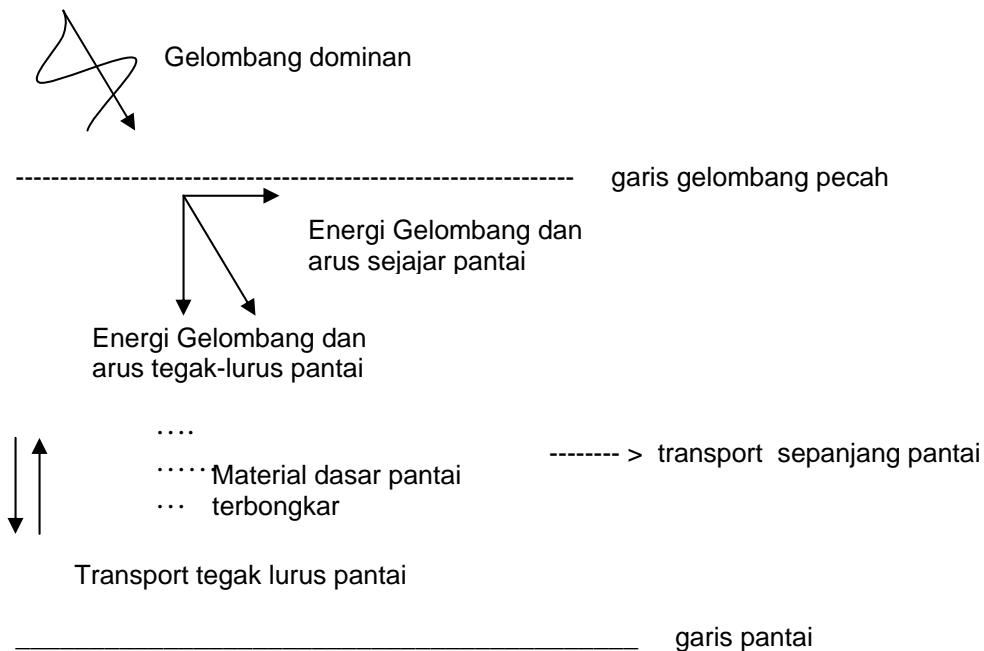 Gelombang dominan
--------------------------------------------------------------- garis gelombang pecah
Energi Gelombang dan
arus sejajar pantai
Energi Gelombang dan
arus tegak-lurus pantai
....
......Material dasar pantai
... terbongkar
-------- > transport sepanjang pantai
Transport tegak lurus pantai
__________________________________________ garis pantai